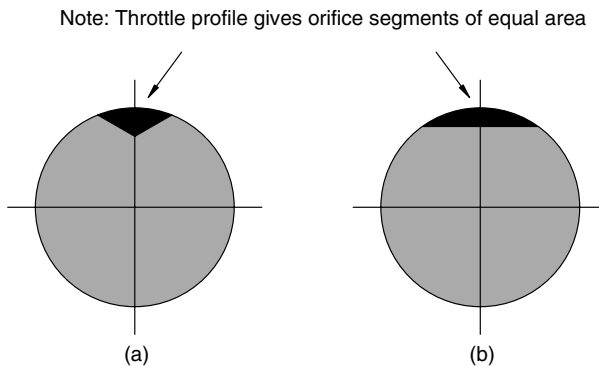 Note: Throttle profile gives orifice segments of equal area
(a)
(b)